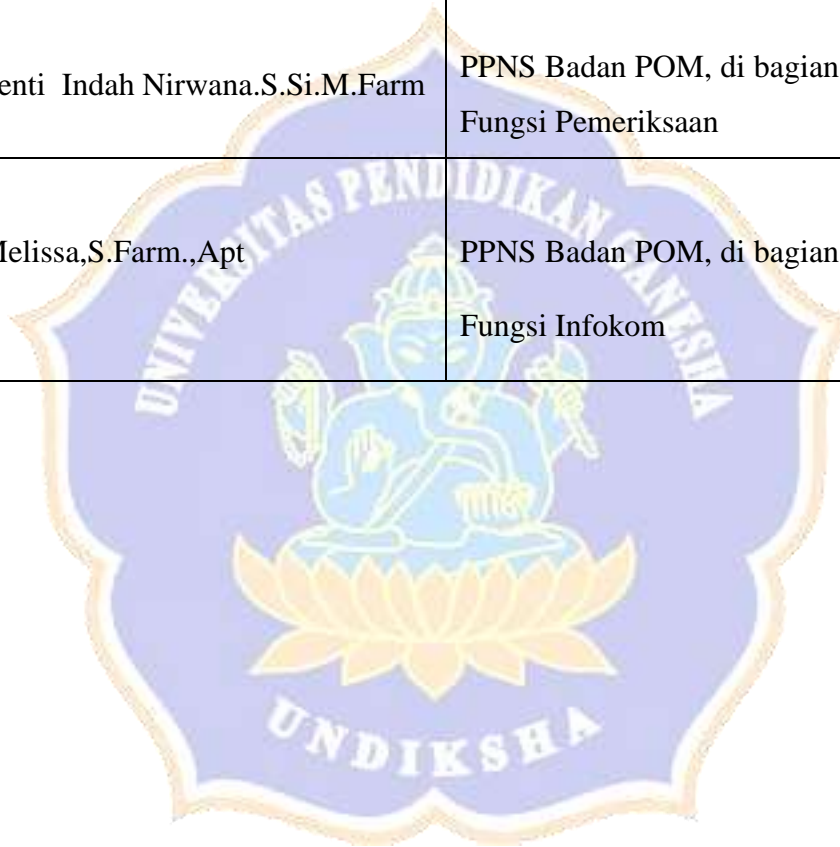 enti Indah Nirwana.S.Si.M.Farm
PPNS Badan POM, di bagian
Fungsi Pemeriksaan
Melissa,S.Farm.,Apt
PPNS Badan POM, di bagian
Fungsi Infokom
UNIVERSITAS PENDIDIKAN GANESHA
UNDIKSHA